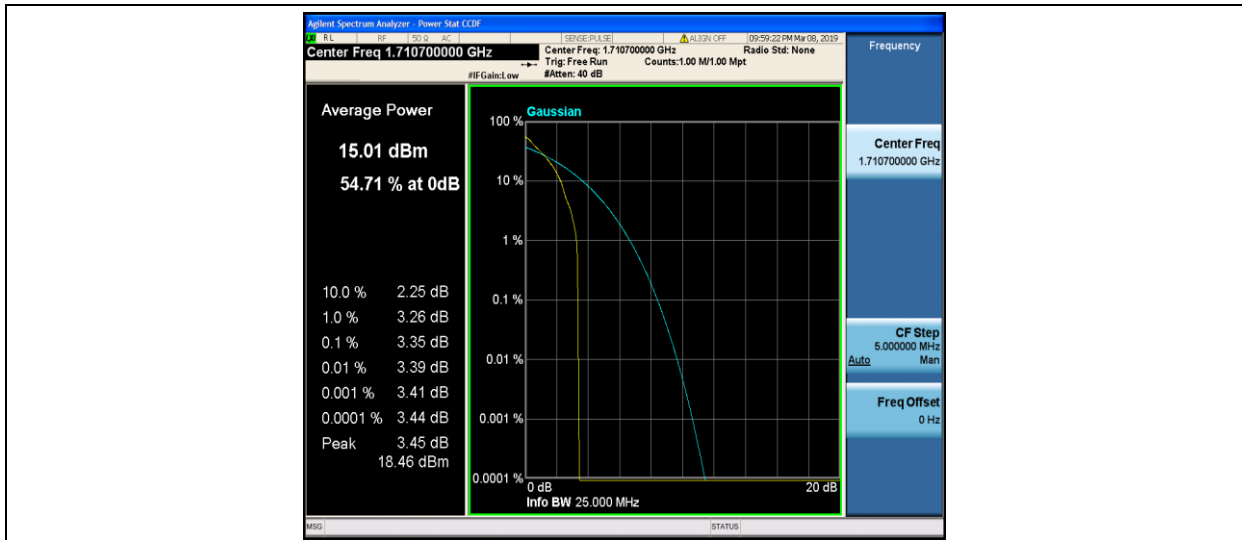 Agilent Spectrum Analyzer - Power Stat CCDF
RL RF 50 Ω AC SENSE:PULSE ALIGN OFF 09:59:22 PM Mar 08, 2019
Center Freq 1.710700000 GHz
Center Freq: 1.710700000 GHz Radio Std: None
Trig: Free Run Counts:1.00 M/1.00 Mpt
#IFGain:Low #Atten: 40 dB
Frequency
Average Power
15.01 dBm
54.71 % at 0dB
10.0 % 2.25 dB
1.0 % 3.26 dB
0.1 % 3.35 dB
0.01 % 3.39 dB
0.001 % 3.41 dB
0.0001 % 3.44 dB
Peak 3.45 dB
18.46 dBm
Gaussian
100 %
10 %
1 %
0.1 %
0.01 %
0.001 %
0.0001 %
0 dB 20 dB
Info BW 25.000 MHz
Center Freq
1.710700000 GHz
CF Step
5.000000 MHz
Auto Man
Freq Offset
0 Hz
MSG STATUS